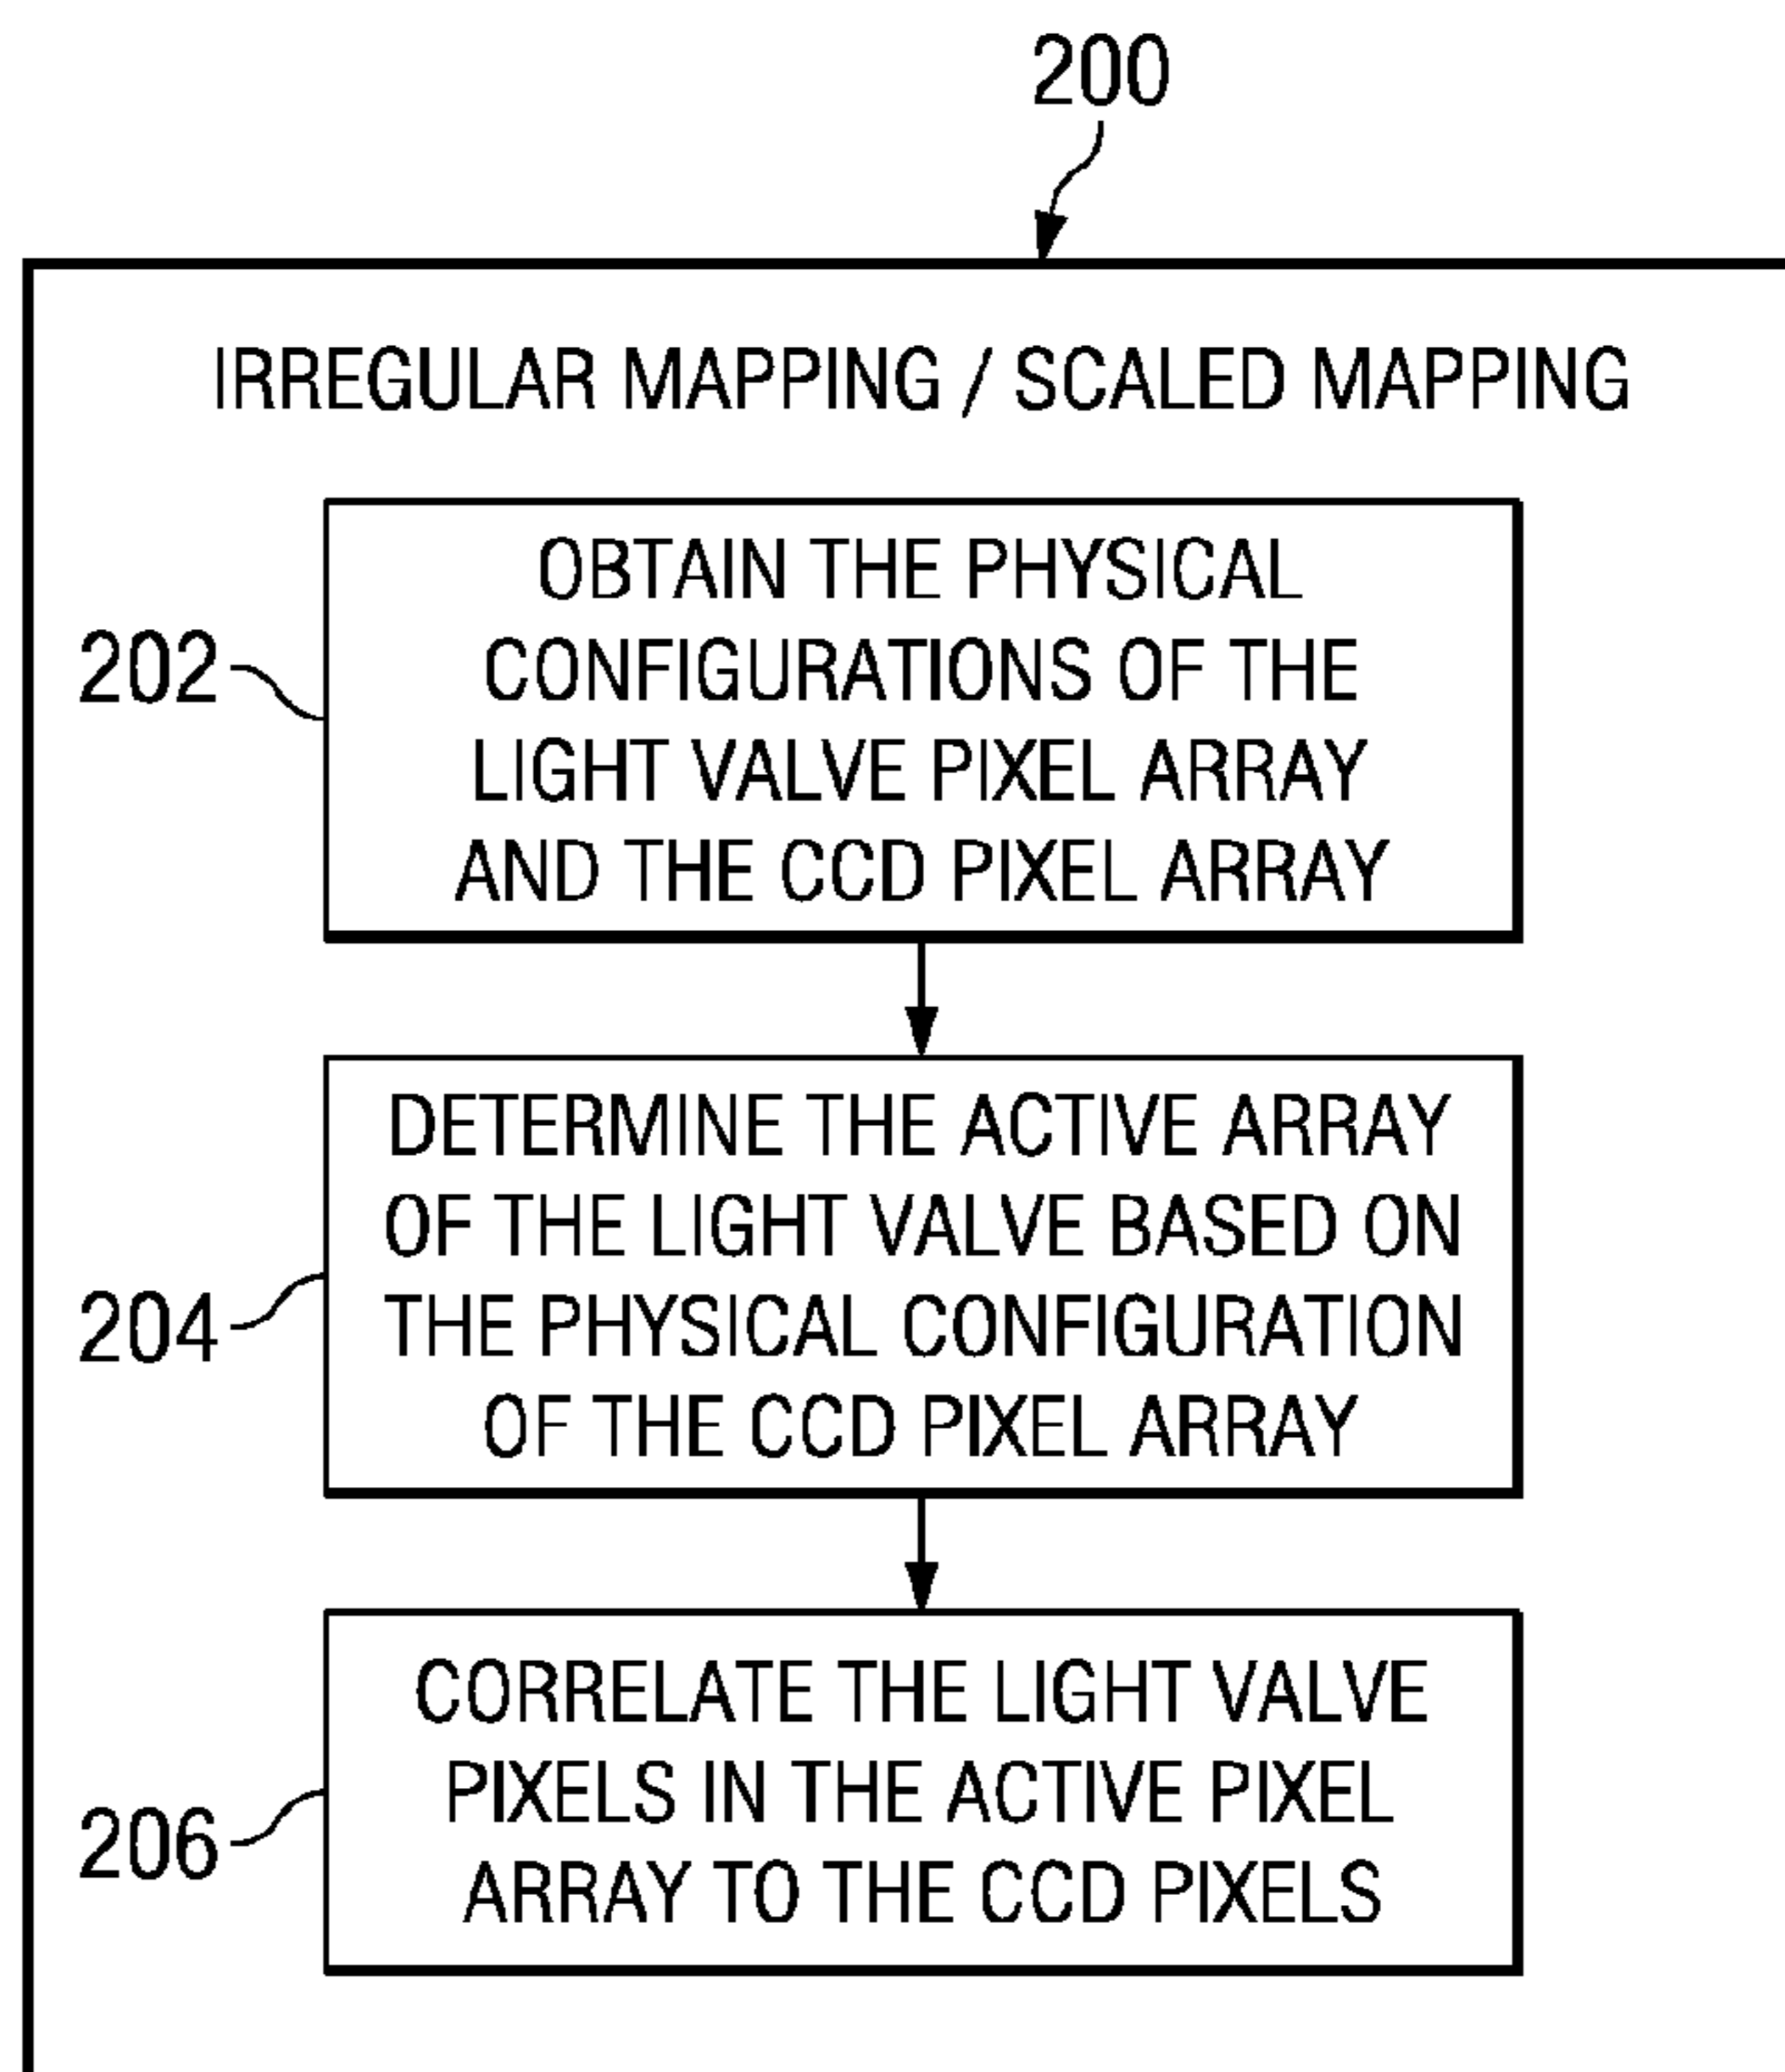 200
IRREGULAR MAPPING / SCALED MAPPING
OBTAIN THE PHYSICAL
CONFIGURATIONS OF THE
LIGHT VALVE PIXEL ARRAY
AND THE CCD PIXEL ARRAY
202
DETERMINE THE ACTIVE ARRAY
OF THE LIGHT VALVE BASED ON
THE PHYSICAL CONFIGURATION
OF THE CCD PIXEL ARRAY
204
CORRELATE THE LIGHT VALVE
PIXELS IN THE ACTIVE PIXEL
ARRAY TO THE CCD PIXELS
206